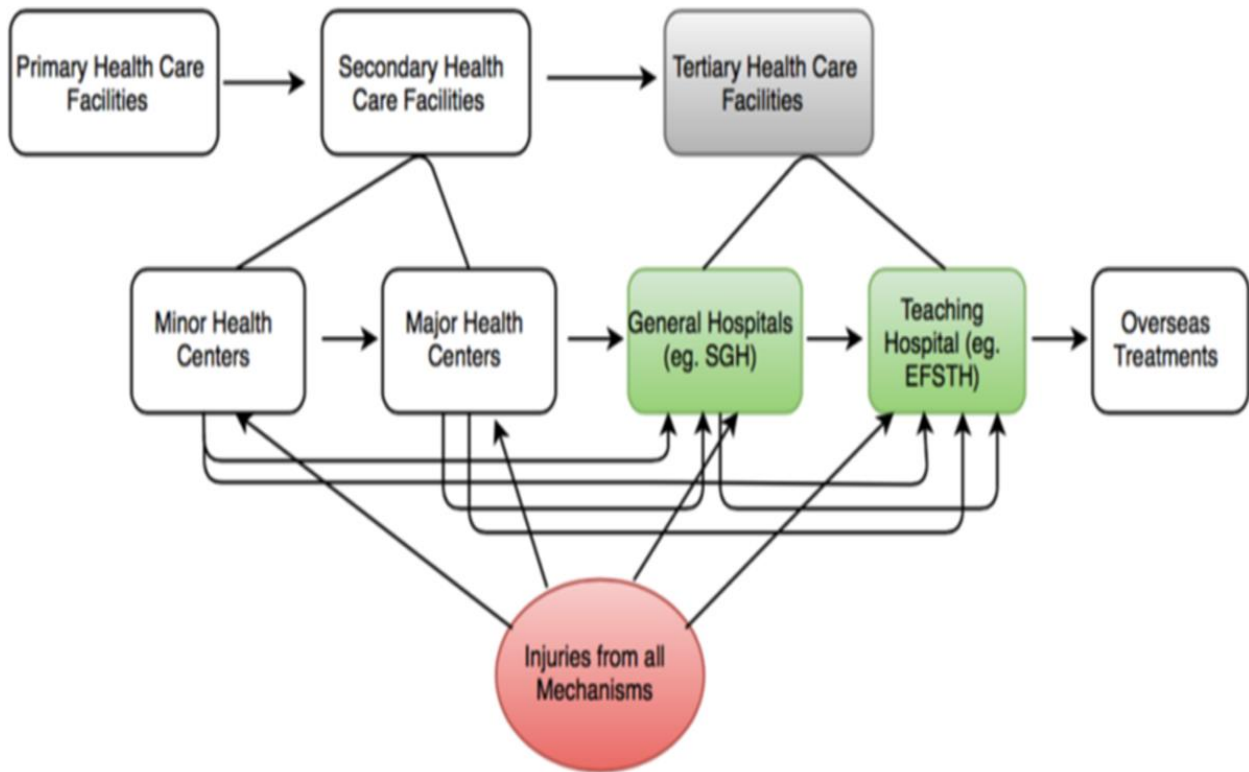 Primary Health Care
Facilities
Secondary Health
Care Facilities
Tertiary Health Care
Facilities
Minor Health
Centers
Major Health
Centers
General Hospitals
(eg. SGH)
Teaching
Hospital (eg.
EFSTH)
Overseas
Treatments
Injuries from all
Mechanisms